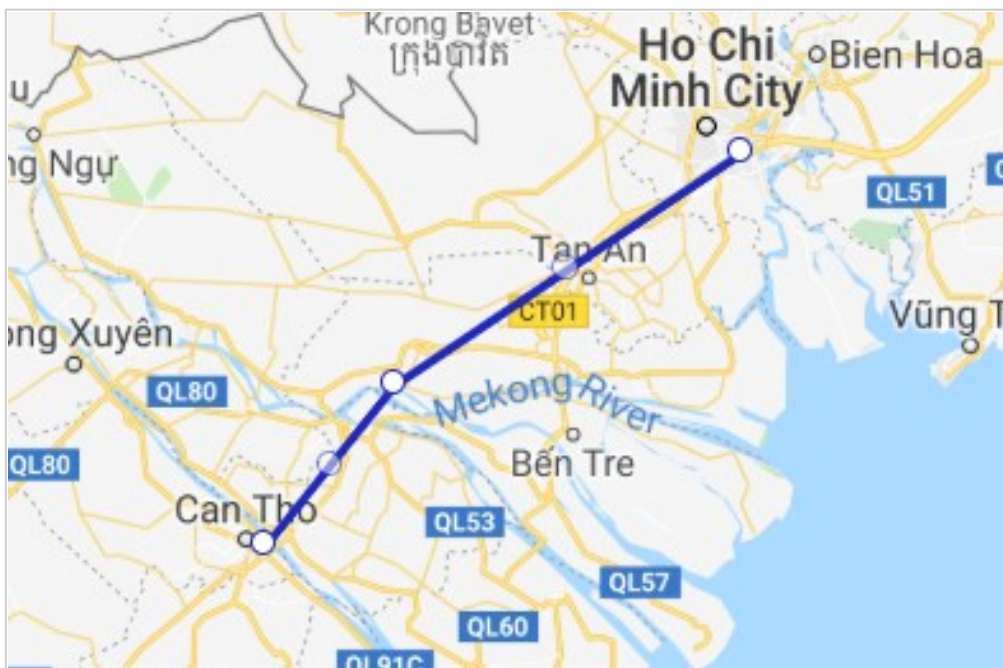 Krong Bavet
ក្រុងបាវិត
Ho Chi
Minh City
Bien Hoa
u
ng Ngự
QL51
Tan An
CT01
Vũng T
ong Xuyên
QL80
Mekong River
Bến Tre
QL80
Can Tho
QL53
QL57
QL60
QL91C